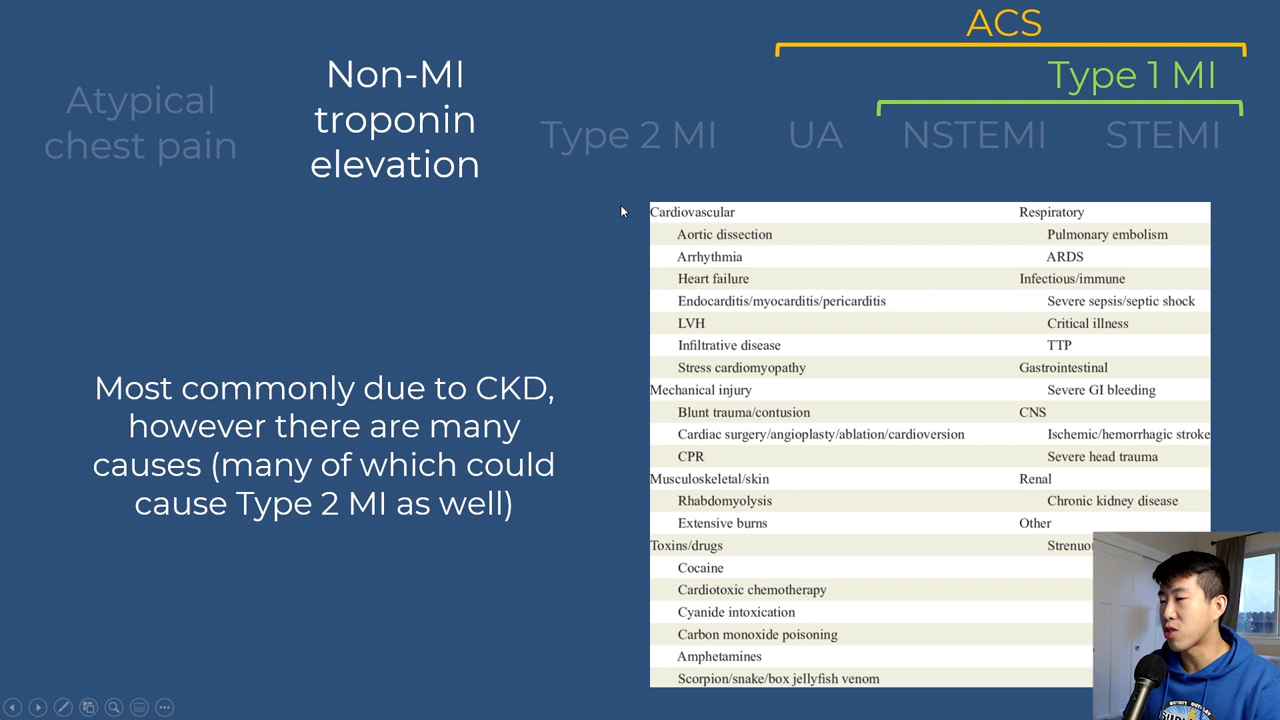 ACS
Type 1 MI
Atypical
chest pain
Non-MI
troponin
elevation
Type 2 MI
UA
NSTEMI
STEMI
Most commonly due to CKD,
however there are many
causes (many of which could
cause Type 2 MI as well)
Cardiovascular
Aortic dissection
Arrhythmia
Heart failure
Endocarditis/myocarditis/pericarditis
LVH
Infiltrative disease
Stress cardiomyopathy
Mechanical injury
Blunt trauma/contusion
Cardiac surgery/angioplasty/ablation/cardioversion
CPR
Musculoskeletal/skin
Rhabdomyolysis
Extensive burns
Toxins/drugs
Cocaine
Cardiotoxic chemotherapy
Cyanide intoxication
Carbon monoxide poisoning
Amphetamines
Scorpion/snake/box jellyfish venom
Respiratory
Pulmonary embolism
ARDS
Infectious/immune
Severe sepsis/septic shock
Critical illness
TTP
Gastrointestinal
Severe GI bleeding
CNS
Ischemic/hemorrhagic stroke
Severe head trauma
Renal
Chronic kidney disease
Other